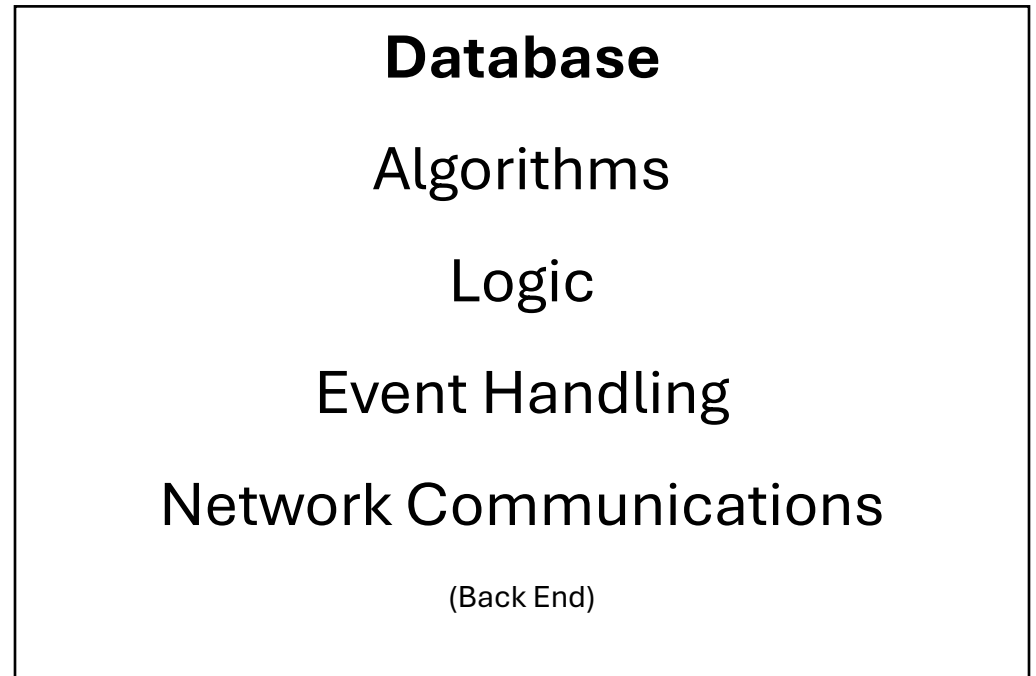 Database
Algorithms
Logic
Event Handling
Network Communications
(Back End)